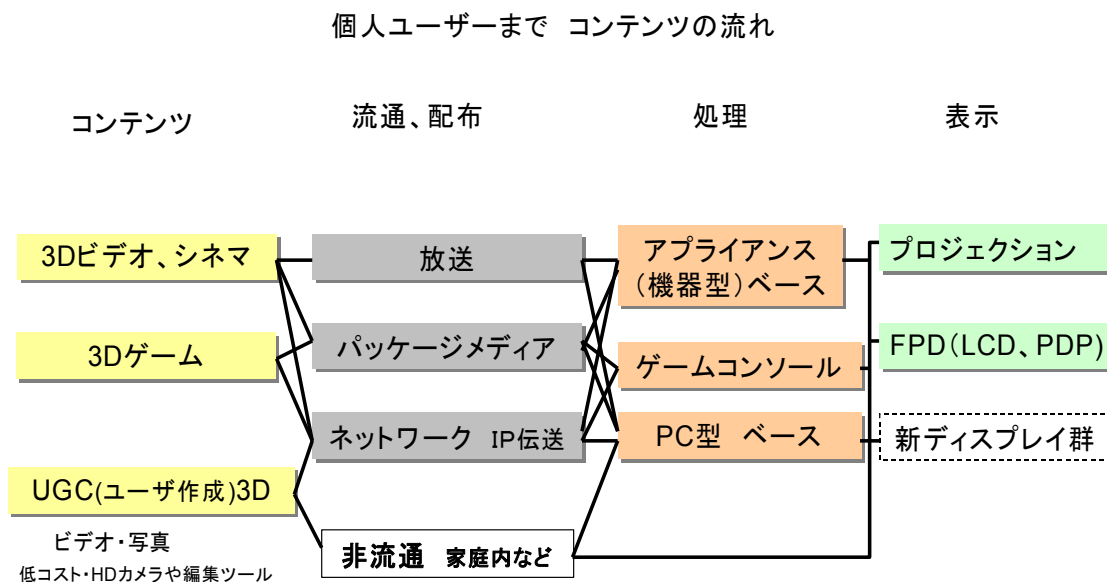 個人ユーザーまで コンテンツの流れ
コンテンツ
流通、配布
処理
表示
3Dビデオ、シネマ
放送
アプライアンス
（機器型）ベース
プロジェクション
3Dゲーム
パッケージメディア
ゲームコンソール
FPD（LCD、PDP）
ネットワーク IP伝送
PC型 ベース
新ディスプレイ群
UGC(ユーザ作成)3D
ビデオ・写真
低コスト・HDカメラや編集ツール
非流通 家庭内など